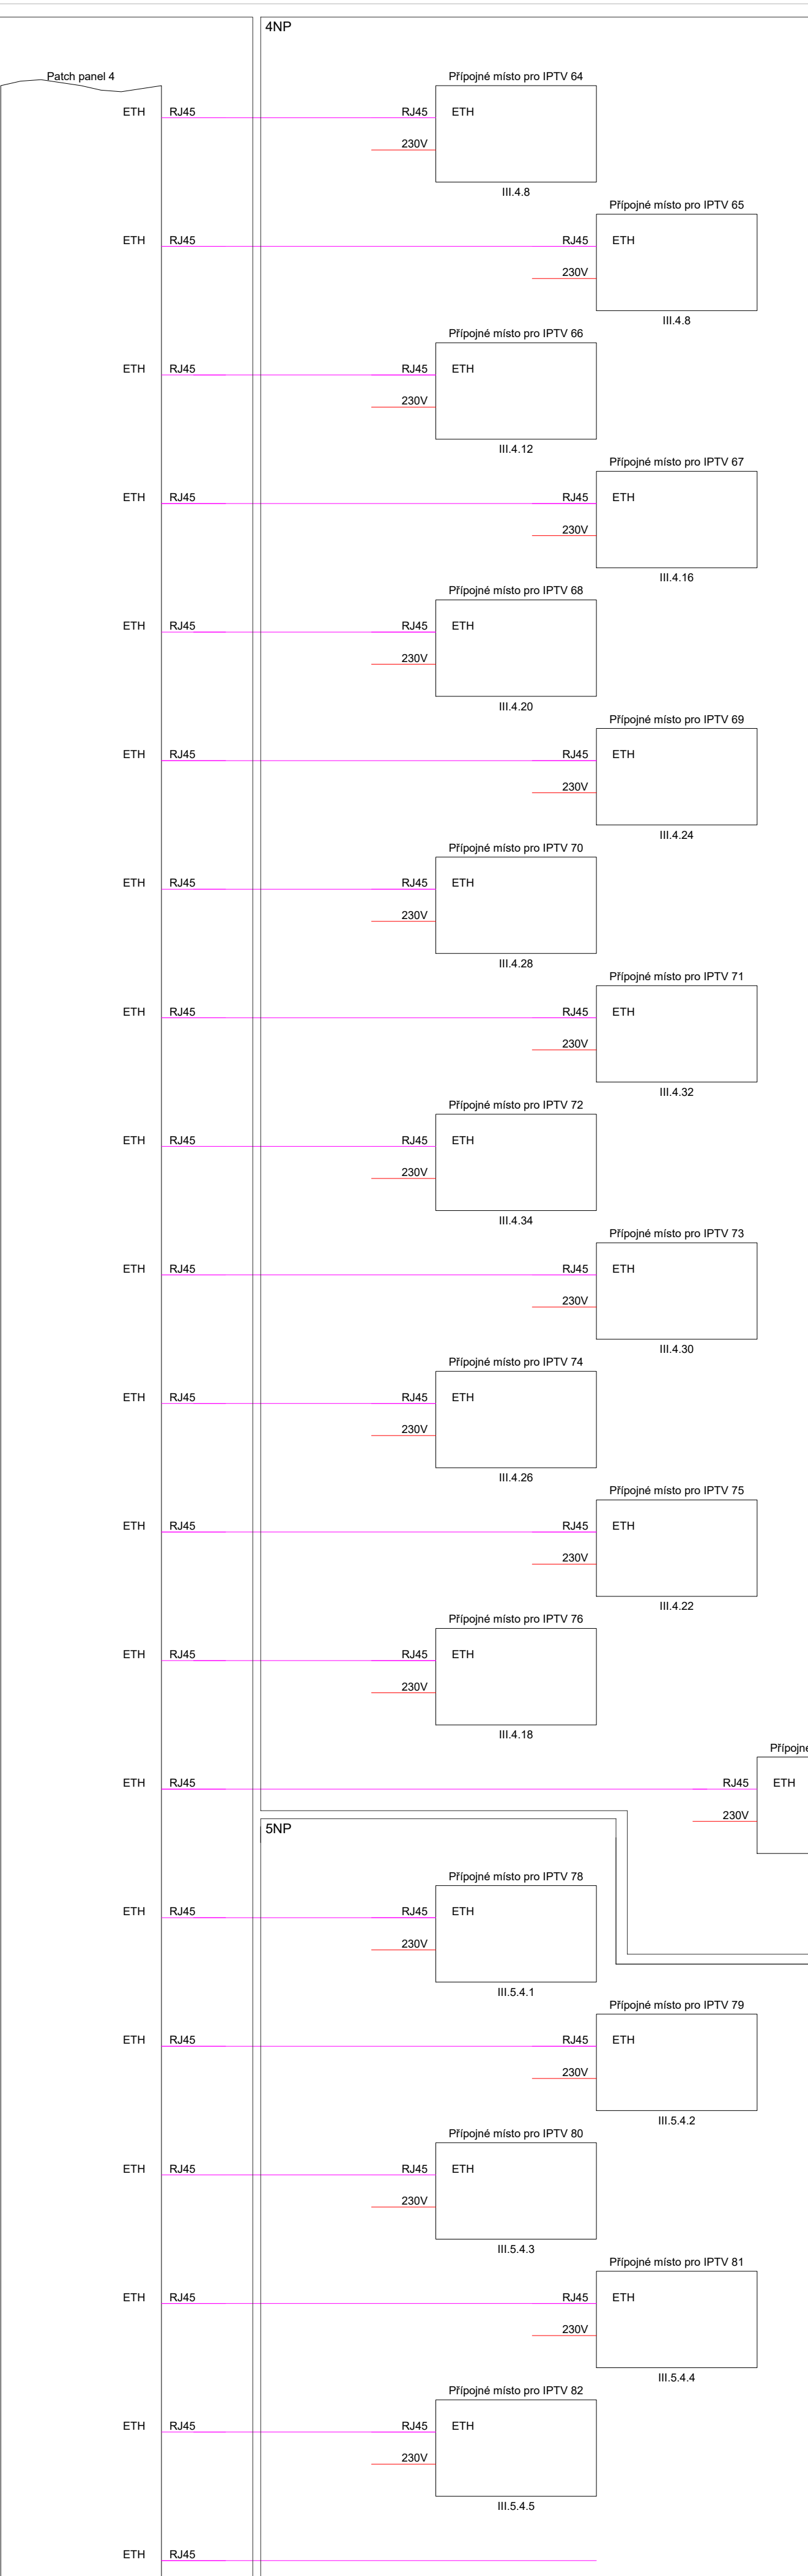 4NP
Patch panel 4
Přípojné místo pro IPTV 64
ETH RJ45 RJ45 ETH
230V
III.4.8
Přípojné místo pro IPTV 65
ETH RJ45 RJ45 ETH
230V
III.4.8
Přípojné místo pro IPTV 66
ETH RJ45 RJ45 ETH
230V
III.4.12
Přípojné místo pro IPTV 67
ETH RJ45 RJ45 ETH
230V
III.4.16
Přípojné místo pro IPTV 68
ETH RJ45 RJ45 ETH
230V
III.4.20
Přípojné místo pro IPTV 69
ETH RJ45 RJ45 ETH
230V
III.4.24
Přípojné místo pro IPTV 70
ETH RJ45 RJ45 ETH
230V
III.4.28
Přípojné místo pro IPTV 71
ETH RJ45 RJ45 ETH
230V
III.4.32
Přípojné místo pro IPTV 72
ETH RJ45 RJ45 ETH
230V
III.4.34
Přípojné místo pro IPTV 73
ETH RJ45 RJ45 ETH
230V
III.4.30
Přípojné místo pro IPTV 74
ETH RJ45 RJ45 ETH
230V
III.4.26
Přípojné místo pro IPTV 75
ETH RJ45 RJ45 ETH
230V
III.4.22
Přípojné místo pro IPTV 76
ETH RJ45 RJ45 ETH
230V
III.4.18
ETH RJ45 RJ45 ETH
230V
5NP
Přípojné místo pro IPTV 78
ETH RJ45 RJ45 ETH
230V
III.5.4.1
Přípojné místo pro IPTV 79
ETH RJ45 RJ45 ETH
230V
III.5.4.2
Přípojné místo pro IPTV 80
ETH RJ45 RJ45 ETH
230V
III.5.4.3
Přípojné místo pro IPTV 81
ETH RJ45 RJ45 ETH
230V
III.5.4.4
Přípojné místo pro IPTV 82
ETH RJ45 RJ45 ETH
230V
III.5.4.5
ETH RJ45